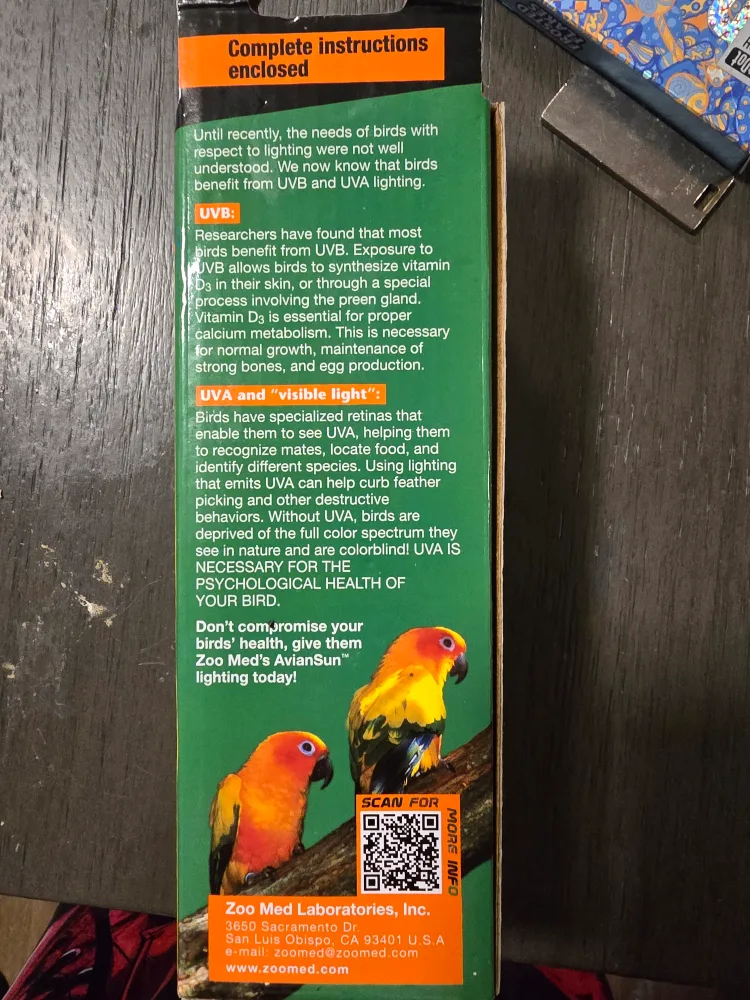 Complete instructions
enclosed
Until recently, the needs of birds with
respect to lighting were not well
understood. We now know that birds
benefit from UVB and UVA lighting.
UVB:
Researchers have found that most
birds benefit from UVB. Exposure to
UVB allows birds to synthesize vitamin
D3 in their skin, or through a special
process involving the preen gland.
Vitamin D3 is essential for proper
calcium metabolism. This is necessary
for normal growth, maintenance of
strong bones, and egg production.
UVA and "visible light":
Birds have specialized retinas that
enable them to see UVA, helping them
to recognize mates, locate food, and
identify different species. Using lighting
that emits UVA can help curb feather
picking and other destructive
behaviors. Without UVA, birds are
deprived of the full color spectrum they
see in nature and are colorblind! UVA IS
NECESSARY FOR THE
PSYCHOLOGICAL HEALTH OF
YOUR BIRD.
Don't compromise your
birds' health, give them
Zoo Med's AvianSun™
lighting today!
SCAN FOR
MORE INFO
Zoo Med Laboratories, Inc.
3650 Sacramento Dr.
San Luis Obispo, CA 93401 U.S.A
e-mail: zoomed@zoomed.com
www.zoomed.com